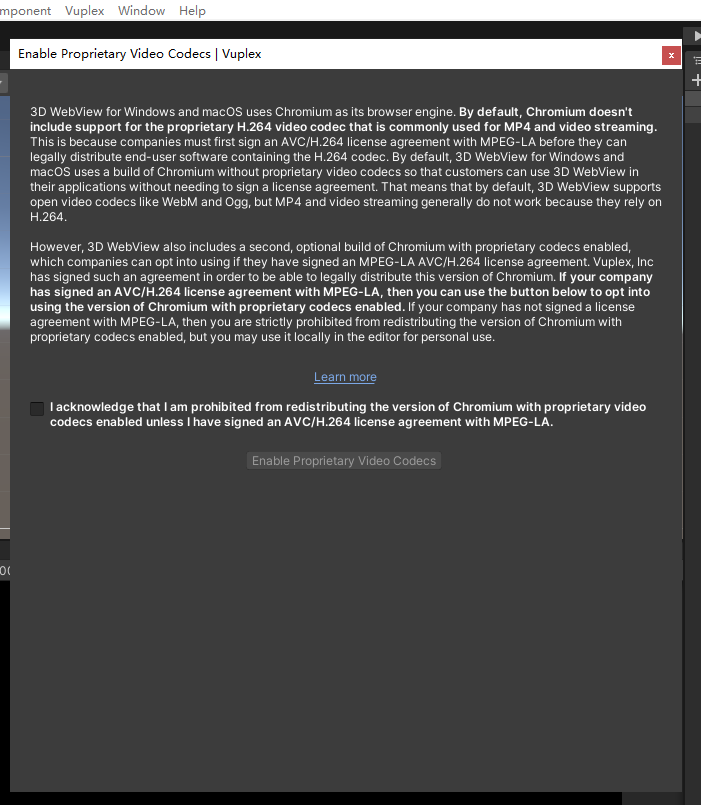 mponent Vuplex Window Help
Enable Proprietary Video Codecs | Vuplex
x
3D WebView for Windows and macOS uses Chromium as its browser engine. By default, Chromium doesn't
include support for the proprietary H.264 video codec that is commonly used for MP4 and video streaming.
This is because companies must first sign an AVC/H.264 license agreement with MPEG-LA before they can
legally distribute end-user software containing the H.264 codec. By default, 3D WebView for Windows and
macOS uses a build of Chromium without proprietary video codecs so that customers can use 3D WebView in
their applications without needing to sign a license agreement. That means that by default, 3D WebView supports
open video codecs like WebM and Ogg, but MP4 and video streaming generally do not work because they rely on
H.264.
However, 3D WebView also includes a second, optional build of Chromium with proprietary codecs enabled,
which companies can opt into using if they have signed an MPEG-LA AVC/H.264 license agreement. Vuplex, Inc
has signed such an agreement in order to be able to legally distribute this version of Chromium. If your company
has signed an AVC/H.264 license agreement with MPEG-LA, then you can use the button below to opt into
using the version of Chromium with proprietary codecs enabled. If your company has not signed a license
agreement with MPEG-LA, then you are strictly prohibited from redistributing the version of Chromium with
proprietary codecs enabled, but you may use it locally in the editor for personal use.
Learn more
I acknowledge that I am prohibited from redistributing the version of Chromium with proprietary video
codecs enabled unless I have signed an AVC/H.264 license agreement with MPEG-LA.
Enable Proprietary Video Codecs